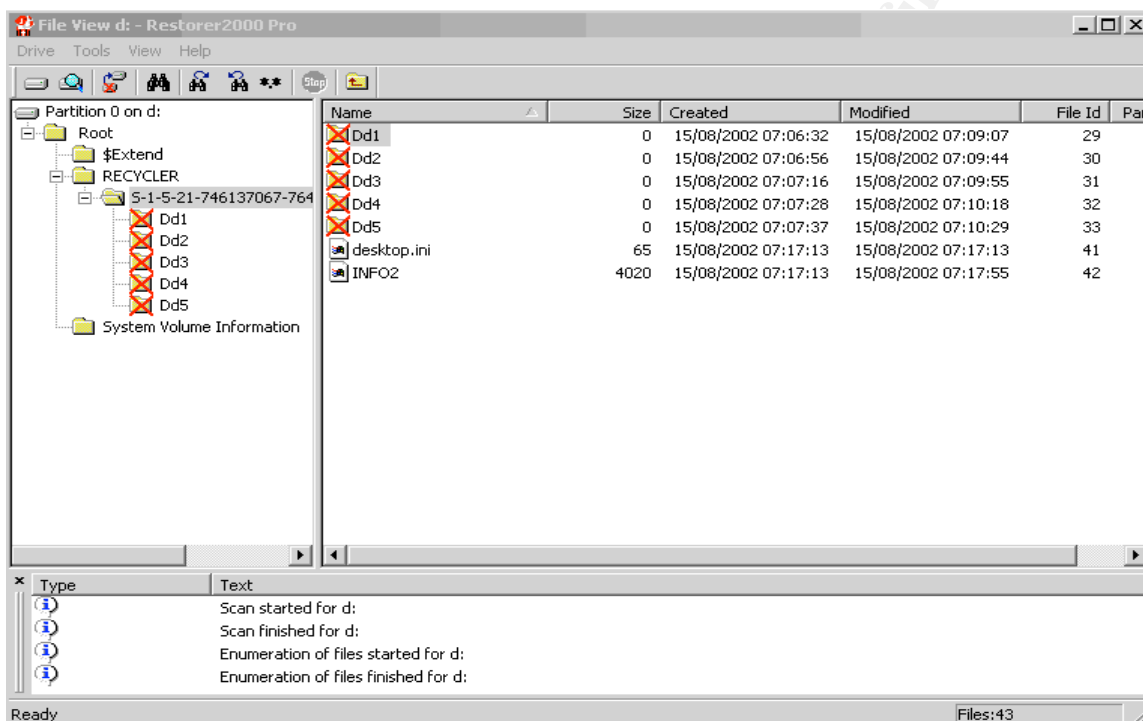 File View d: - Restorer2000 Pro
Drive Tools View Help
Stop
Partition 0 on d:
Root
$Extend
RECYCLER
S-1-5-21-746137067-764
Dd1
Dd2
Dd3
Dd4
Dd5
System Volume Information
Name Size Created Modified File Id Pa
Dd1 0 15/08/2002 07:06:32 15/08/2002 07:09:07 29
Dd2 0 15/08/2002 07:06:56 15/08/2002 07:09:44 30
Dd3 0 15/08/2002 07:07:16 15/08/2002 07:09:55 31
Dd4 0 15/08/2002 07:07:28 15/08/2002 07:10:18 32
Dd5 0 15/08/2002 07:07:37 15/08/2002 07:10:29 33
desktop.ini 65 15/08/2002 07:17:13 15/08/2002 07:17:13 41
INFO2 4020 15/08/2002 07:17:13 15/08/2002 07:17:55 42
Type Text
Scan started for d:
Scan finished for d:
Enumeration of files started for d:
Enumeration of files finished for d:
Ready Files:43